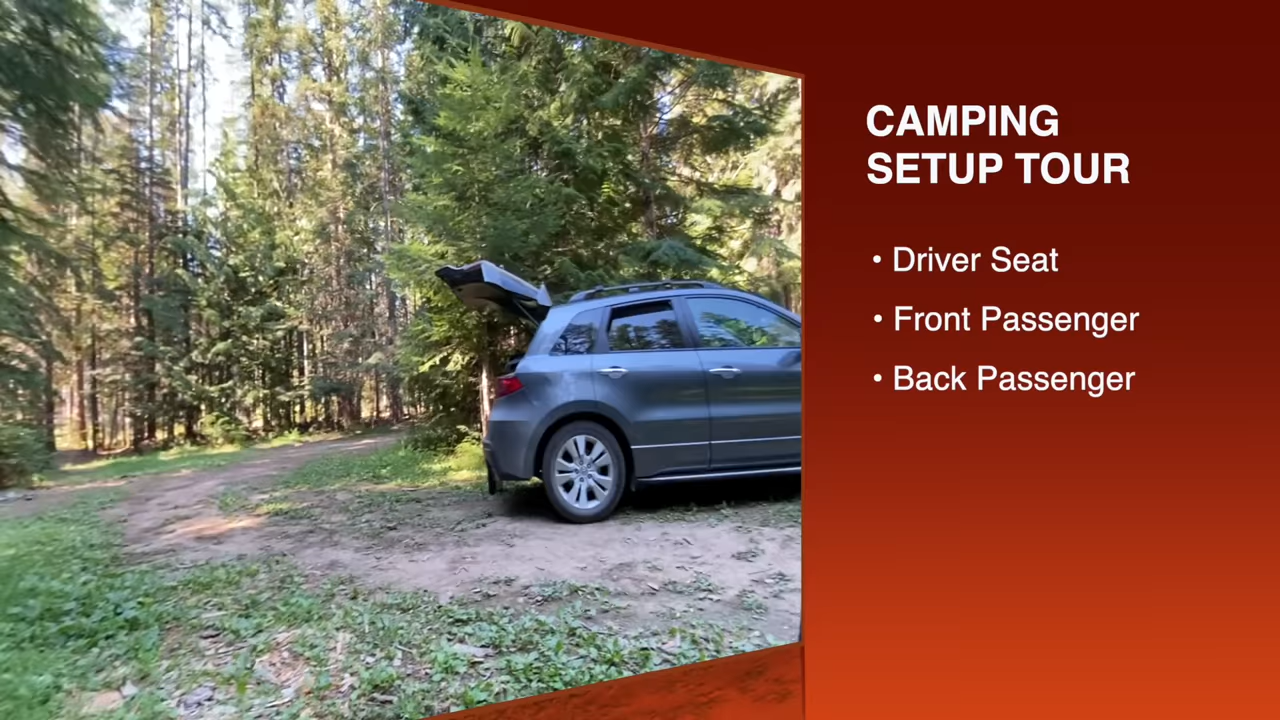 CAMPING
SETUP TOUR
• Driver Seat
• Front Passenger
• Back Passenger